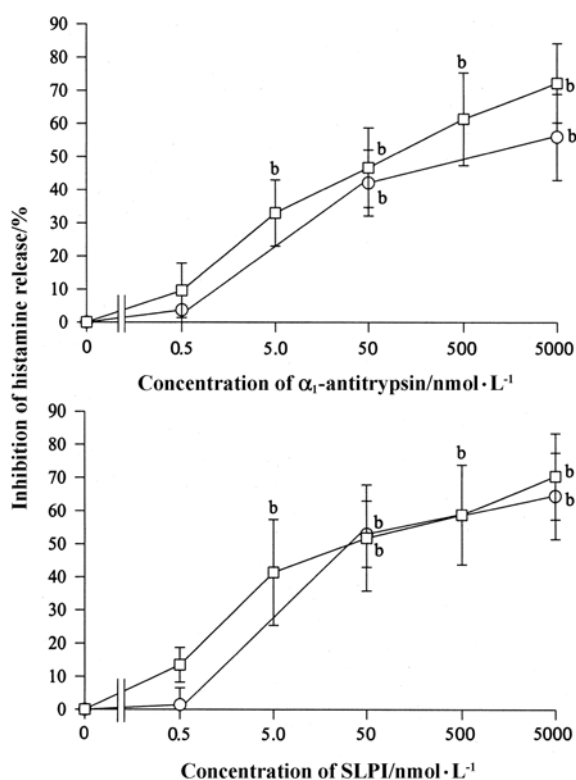 Inhibition of histamine release/%
90
80
70
60
50
40
30
20
10
0
b
b
b
b
b
b
0
0.5
5.0
50
500
5000
Concentration of α₁-antitrypsin/nmol·L⁻¹
90
80
70
60
50
40
30
20
10
0
b
b
b
b
b
b
0
0.5
5.0
50
500
5000
Concentration of SLPI/nmol·L⁻¹